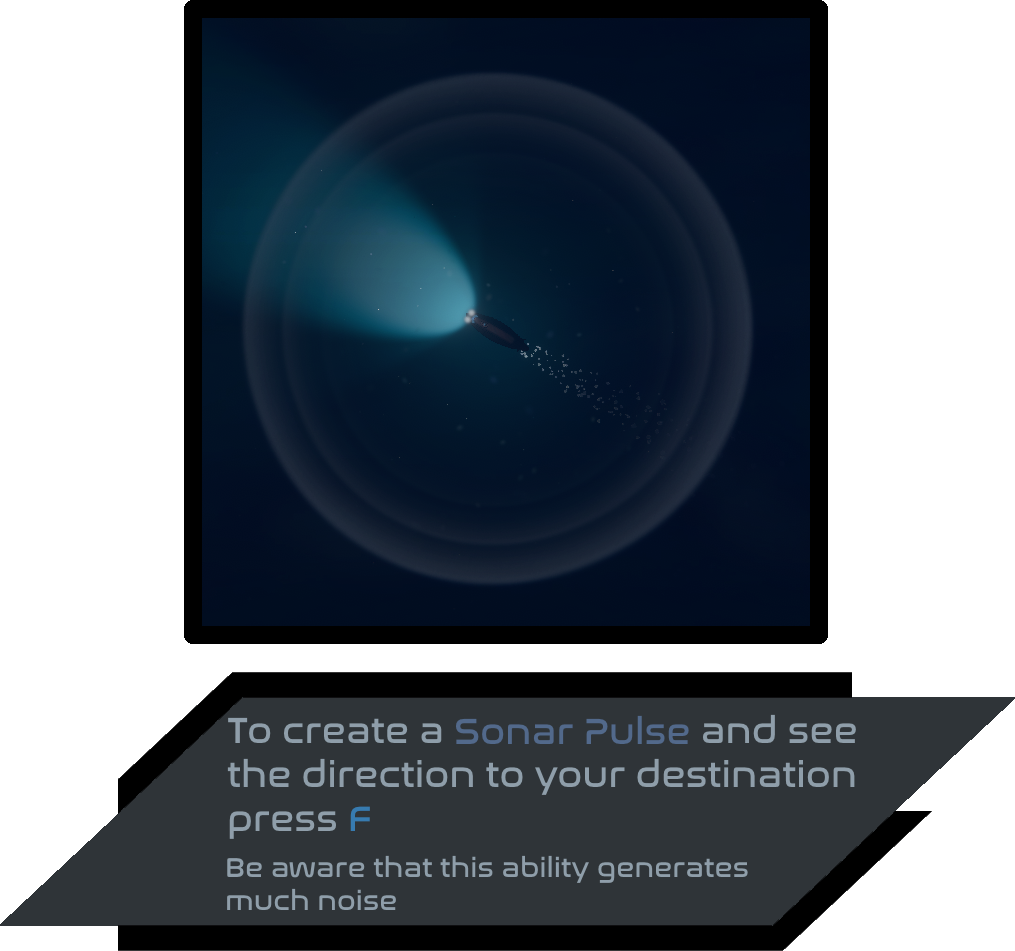 To create a Sonar Pulse and see
the direction to your destination
press F
Be aware that this ability generates
much noise